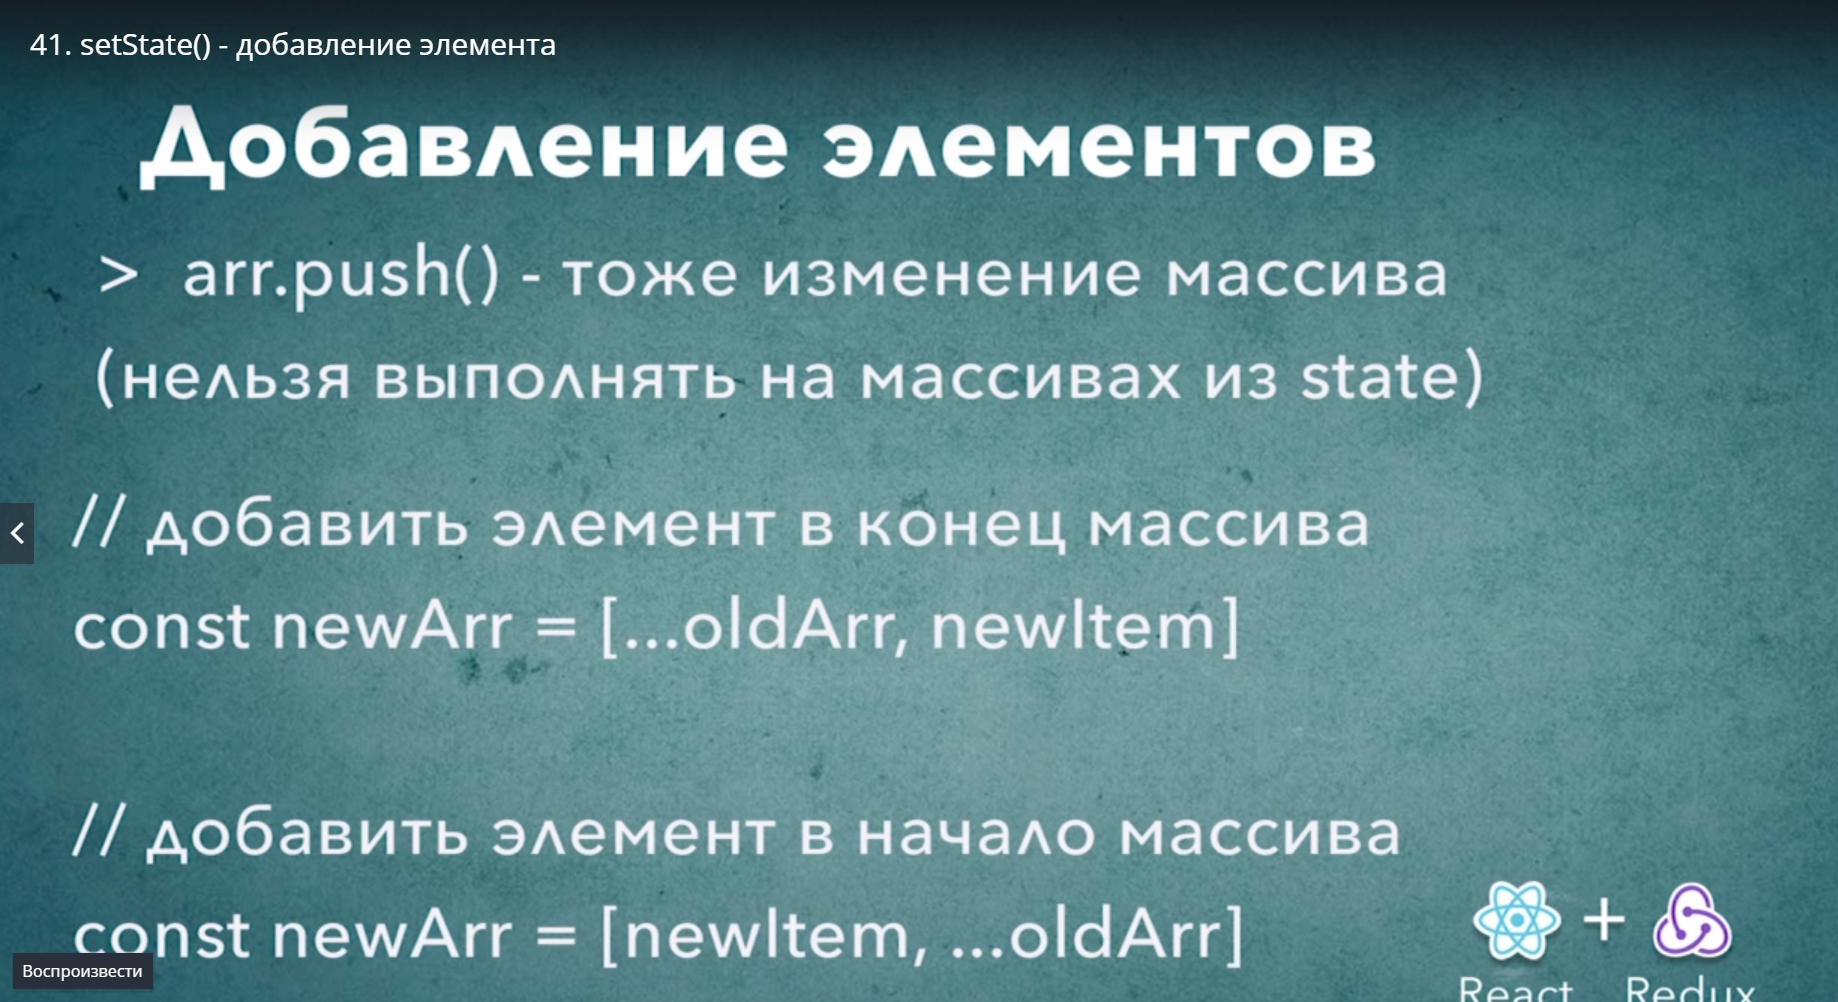 41. setState() - добавление элемента
Добавление элементов
> arr.push() - тоже изменение массива
(нельзя выполнять на массивах из state)
// добавить элемент в конец массива
const newArr = [...oldArr, newItem]
// добавить элемент в начало массива
const newArr = [newItem, ...oldArr]
Воспроизвести
+
React Redux